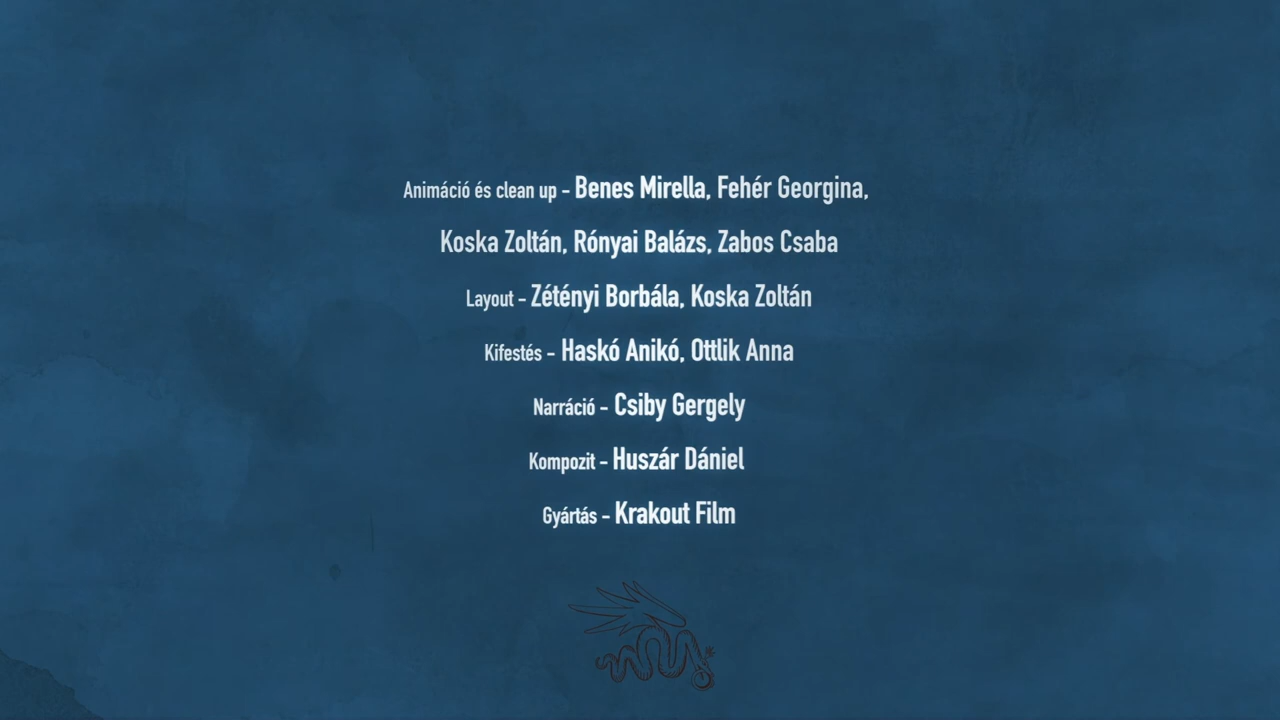 Animáció és clean up - Benes Mirella, Fehér Georgina,
Koska Zoltán, Rónyai Balázs, Zabos Csaba
Layout - Zétényi Borbála, Koska Zoltán
Kifestés - Haskó Anikó, Ottlik Anna
Narráció - Csiby Gergely
Kompozit - Huszár Dániel
Gyártás - Krakout Film